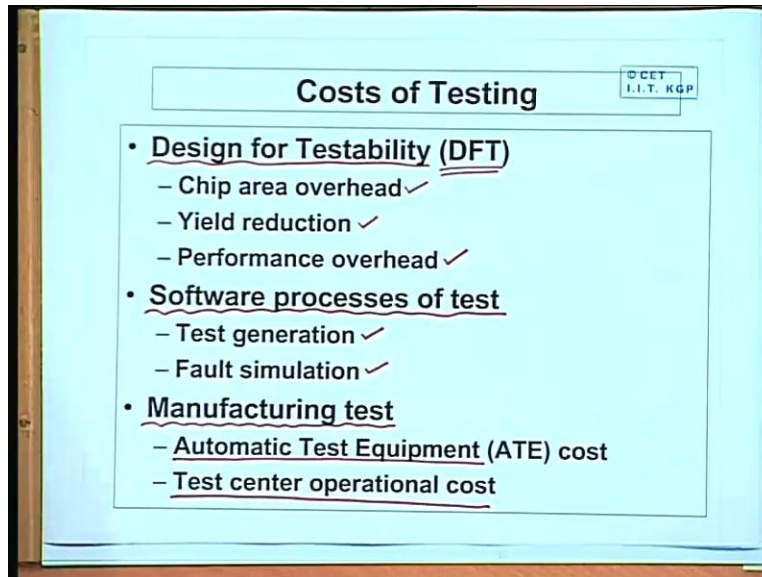 Costs of Testing
© CET
I.I.T. KGP
• Design for Testability (DFT)
– Chip area overhead ✓
– Yield reduction ✓
– Performance overhead ✓
• Software processes of test
– Test generation ✓
– Fault simulation ✓
• Manufacturing test
– Automatic Test Equipment (ATE) cost
– Test center operational cost